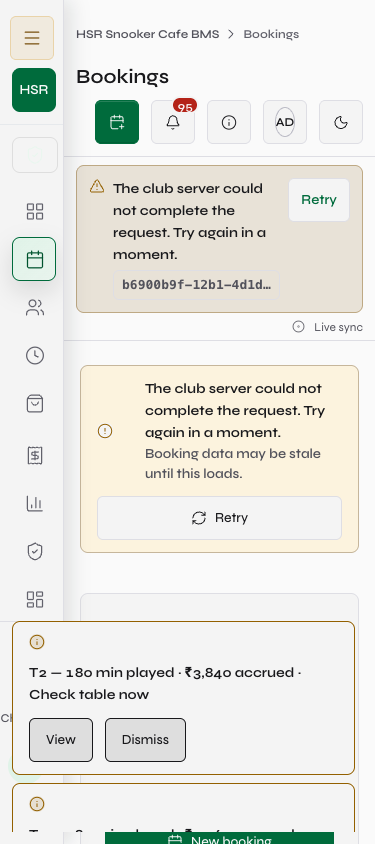 HSR Snooker Cafe BMS > Bookings
HSR
Bookings
95
AD
The club server could
not complete the
request. Try again in a
moment.
Retry
b6900b9f-12b1-4d1d…
Live sync
The club server could not
complete the request. Try
again in a moment.
Booking data may be stale
until this loads.
Retry
T2 — 180 min played · ₹3,840 accrued ·
Check table now
View
Dismiss
New booking